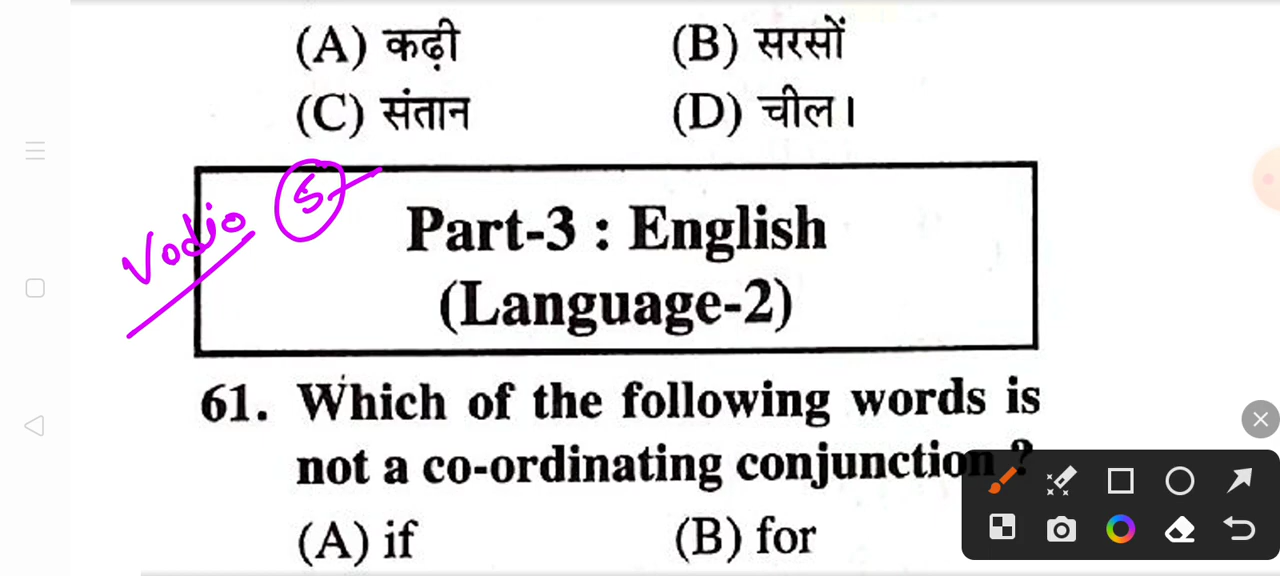 (A) कढ़ी (B) सरसों
(C) संतान (D) चील।
Vodio 5
Part-3 : English
(Language-2)
61. Which of the following words is
not a co-ordinating conjunction ?
(A) if (B) for